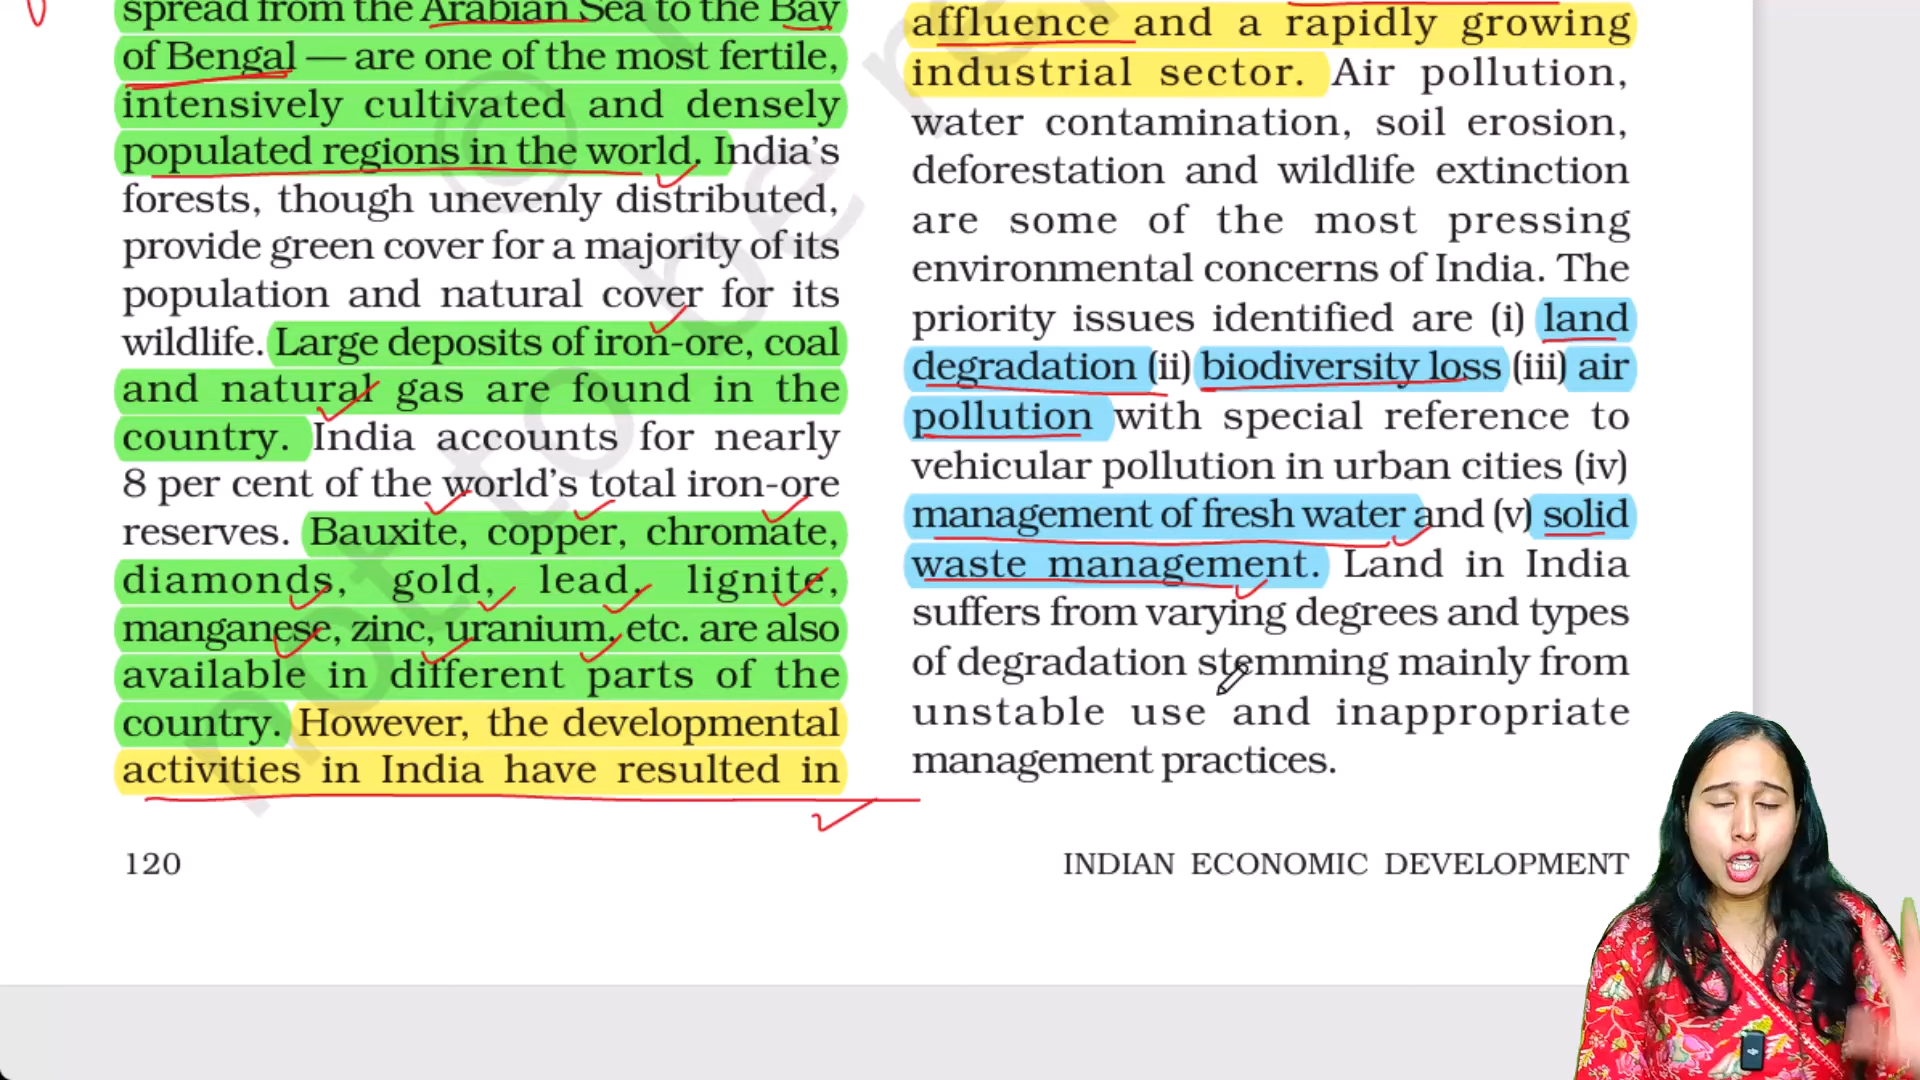 spread from the Arabian Sea to the Bay
of Bengal — are one of the most fertile,
intensively cultivated and densely
populated regions in the world. India's
forests, though unevenly distributed,
provide green cover for a majority of its
population and natural cover for its
wildlife. Large deposits of iron-ore, coal
and natural gas are found in the
country. India accounts for nearly
8 per cent of the world's total iron-ore
reserves. Bauxite, copper, chromate,
diamonds, gold, lead, lignite,
manganese, zinc, uranium, etc. are also
available in different parts of the
country. However, the developmental
activities in India have resulted in
120
affluence and a rapidly growing
industrial sector. Air pollution,
water contamination, soil erosion,
deforestation and wildlife extinction
are some of the most pressing
environmental concerns of India. The
priority issues identified are (i) land
degradation (ii) biodiversity loss (iii) air
pollution with special reference to
vehicular pollution in urban cities (iv)
management of fresh water and (v) solid
waste management. Land in India
suffers from varying degrees and types
of degradation stemming mainly from
unstable use and inappropriate
management practices.
INDIAN ECONOMIC DEVELOPMENT
not to be re